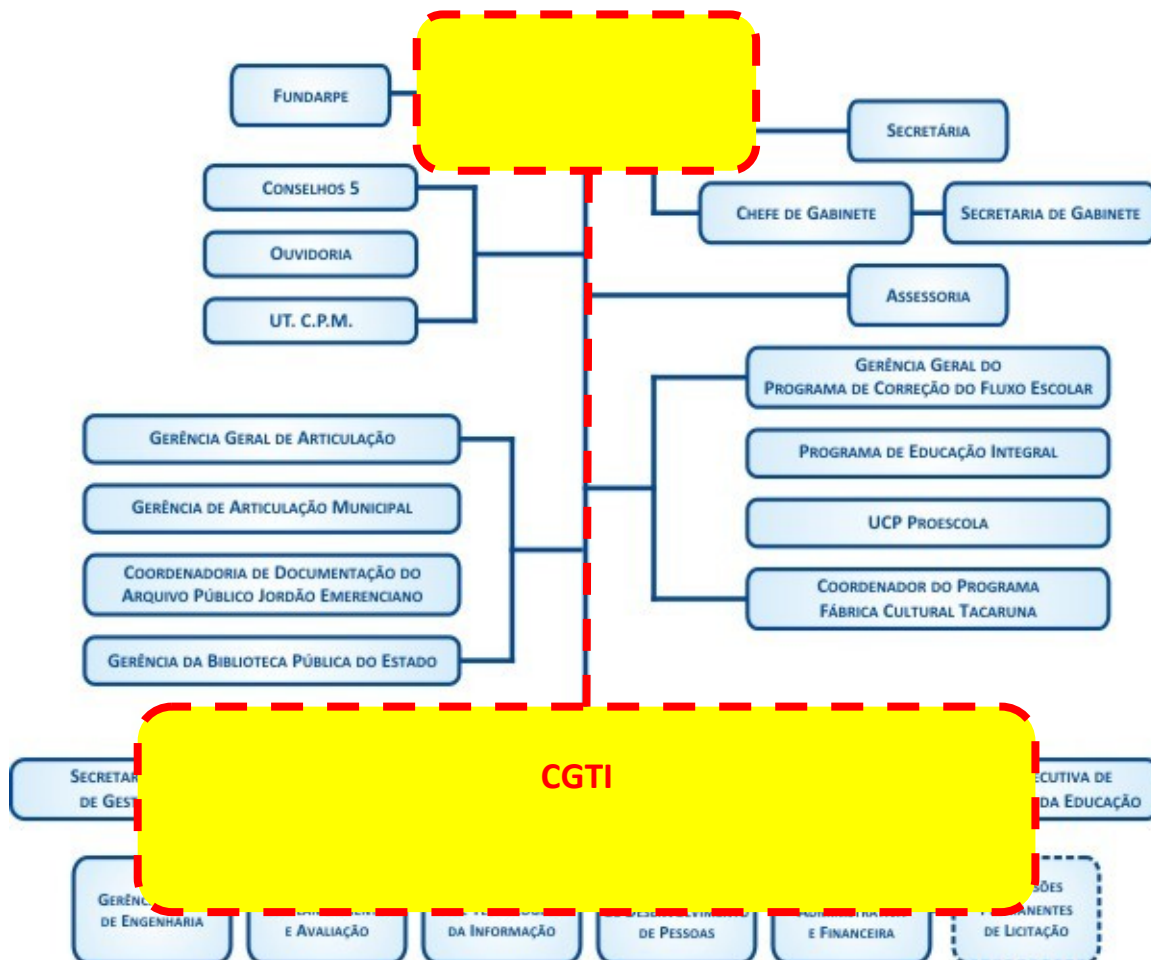 FUNDARPE
SECRETÁRIA
CONSELHOS 5
CHEFE DE GABINETE
SECRETARIA DE GABINETE
OUVIDORIA
ASSESSORIA
UT. C.P.M.
GERÊNCIA GERAL DO
PROGRAMA DE CORREÇÃO DO FLUXO ESCOLAR
GERÊNCIA GERAL DE ARTICULAÇÃO
PROGRAMA DE EDUCAÇÃO INTEGRAL
GERÊNCIA DE ARTICULAÇÃO MUNICIPAL
UCP PROESCOLA
COORDENADORIA DE DOCUMENTAÇÃO DO
ARQUIVO PÚBLICO JORDÃO EMERENCIANO
COORDENADOR DO PROGRAMA
FÁBRICA CULTURAL TACARUNA
GERÊNCIA DA BIBLIOTECA PÚBLICA DO ESTADO
CGTI
DE
DA EDUCAÇÃO
DE ENGENHARIA
E AVALIAÇÃO
DA INFORMAÇÃO
DE PESSOAS
E FINANCEIRA
DE LICITAÇÃO